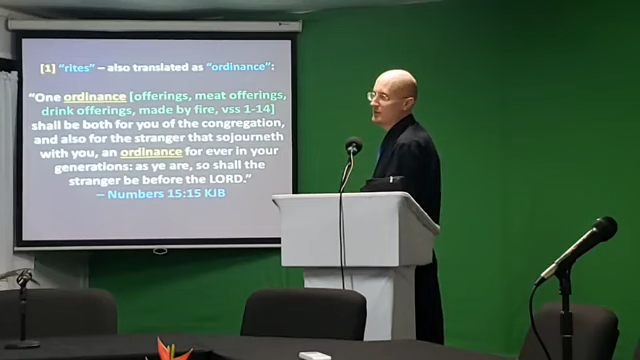 [1] "rites" – also translated as "ordinance":
"One ordinance [offerings, meat offerings,
drink offerings, made by fire, vss 1-14]
shall be both for you of the congregation,
and also for the stranger that sojourneth
with you, an ordinance for ever in your
generations: as ye are, so shall the
stranger be before the LORD."
– Numbers 15:15 KJB